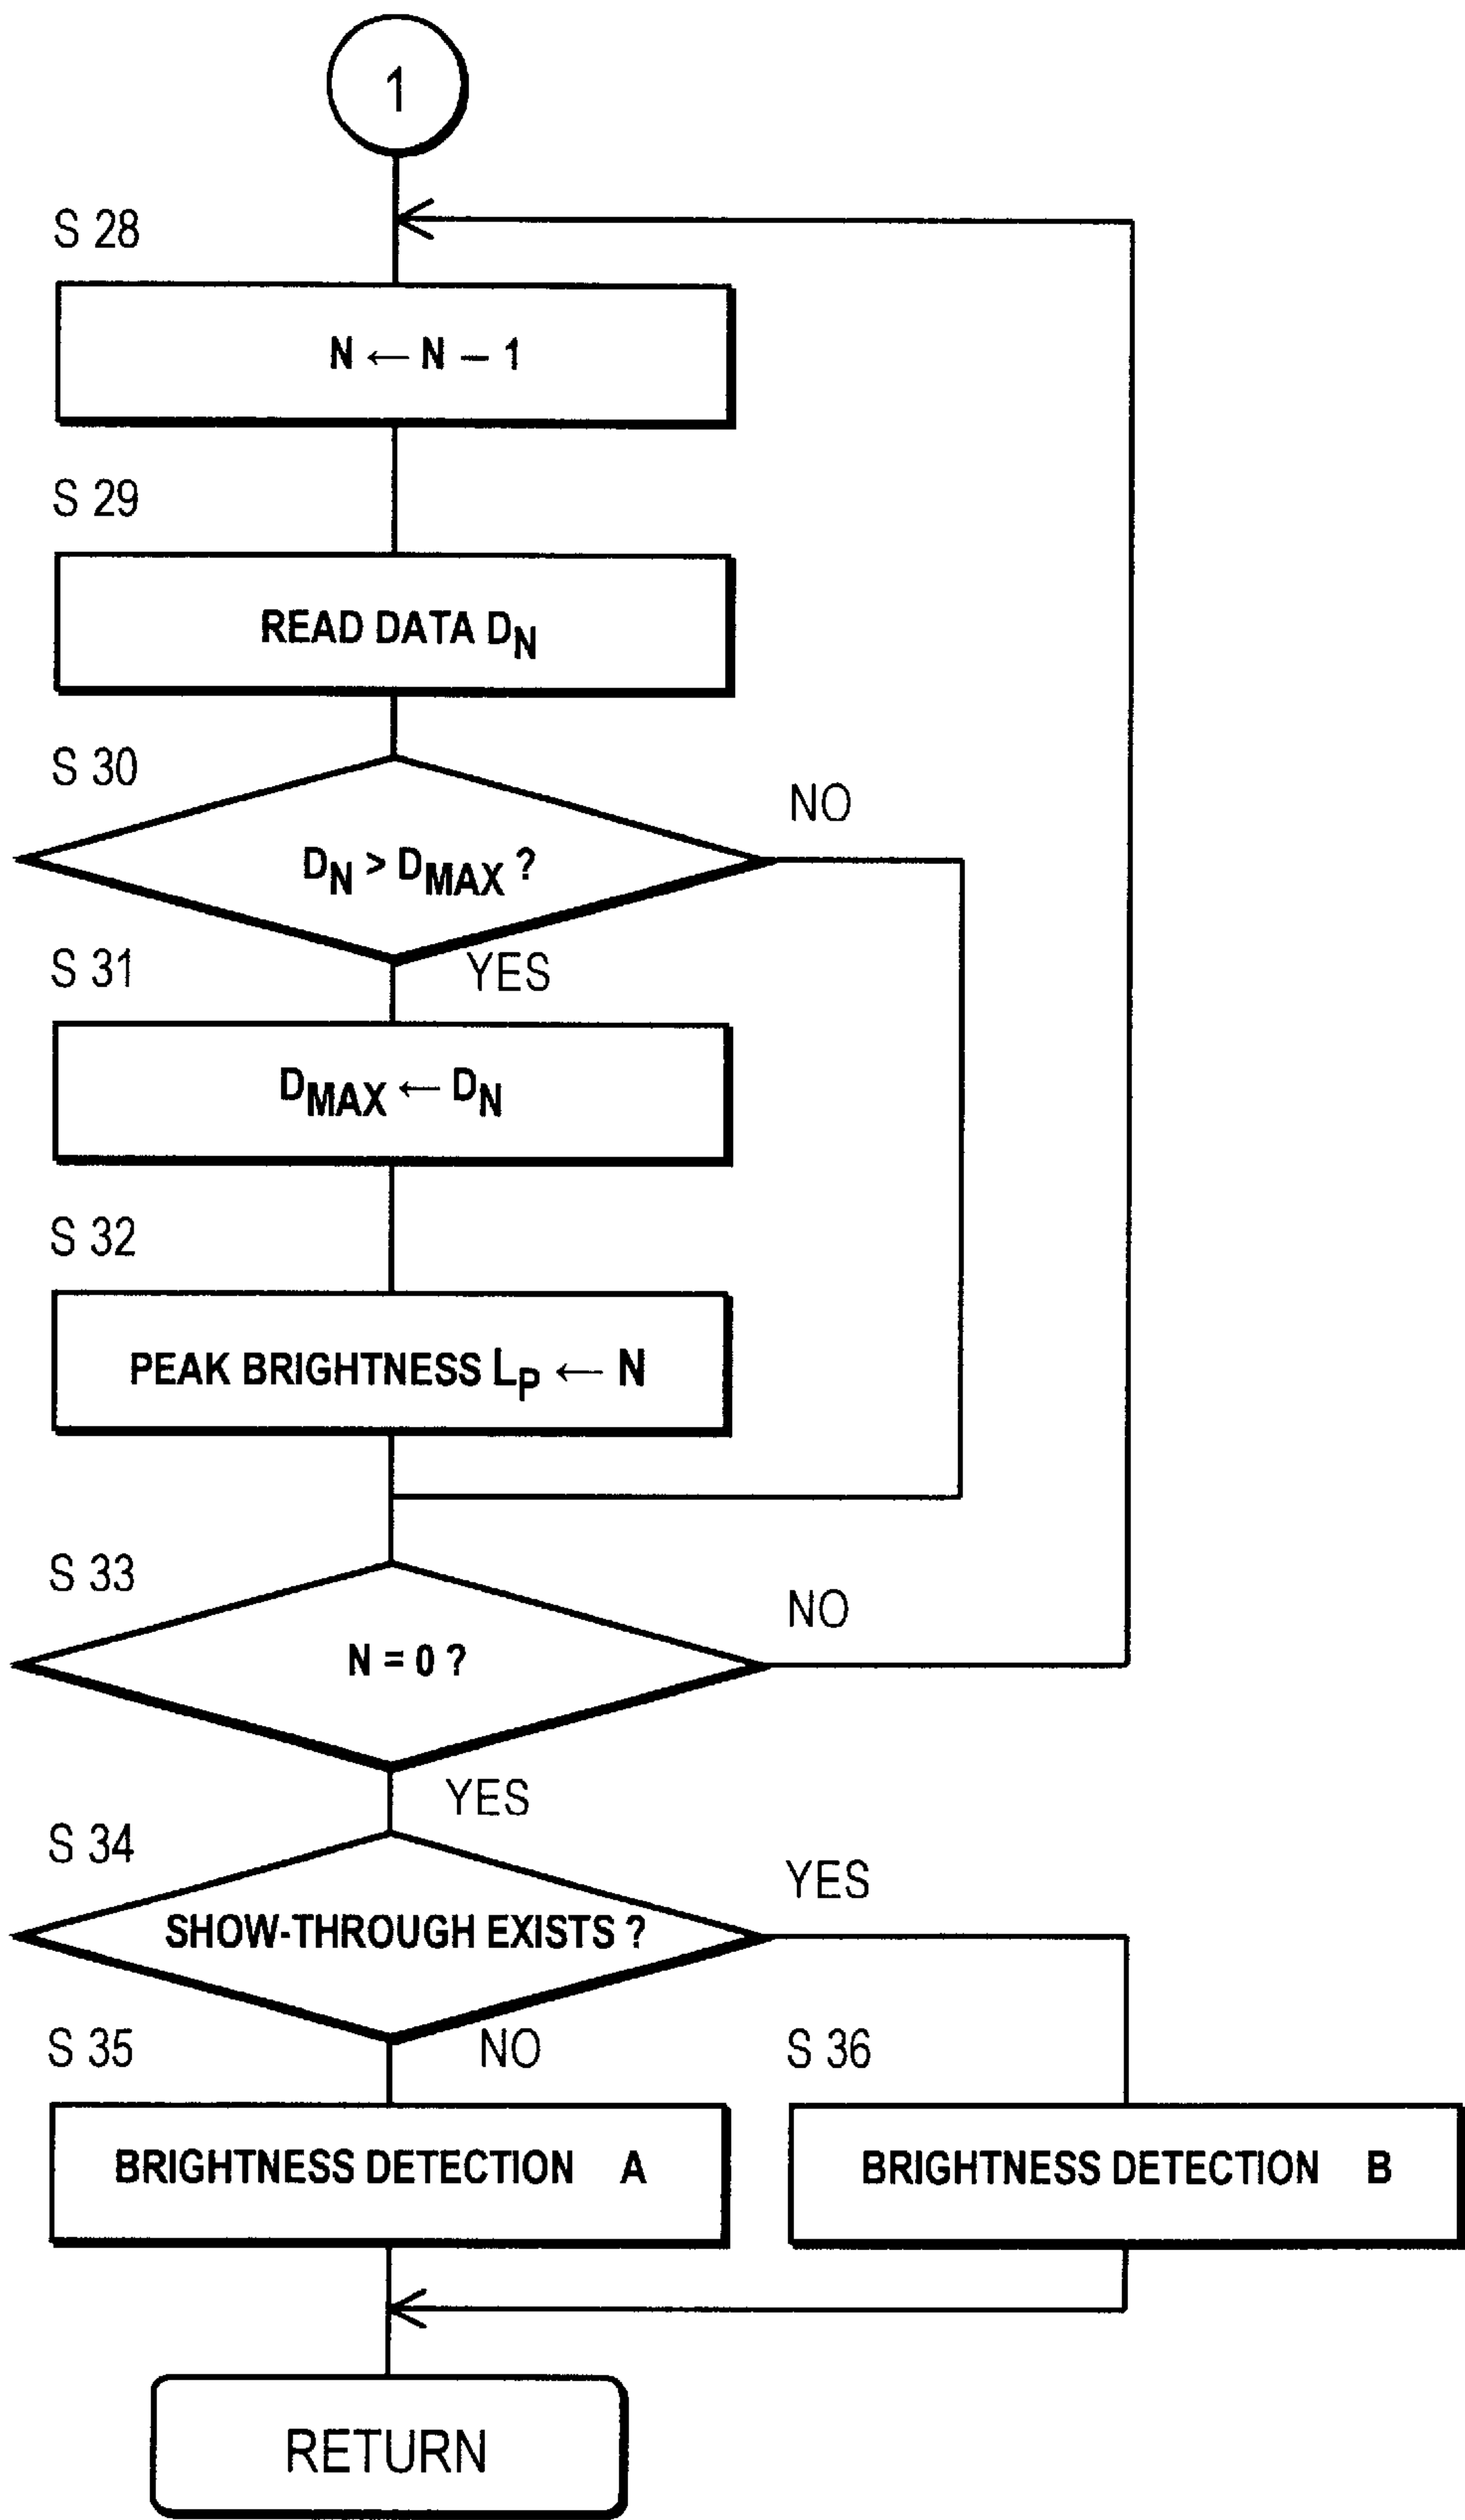 1
S 28
N ← N – 1
S 29
READ DATA DN
S 30
NO
DN > DMAX ?
S 31
YES
DMAX ← DN
S 32
PEAK BRIGHTNESS LP ← N
S 33
NO
N = 0 ?
YES
S 34
YES
SHOW-THROUGH EXISTS ?
S 35
NO
S 36
BRIGHTNESS DETECTION A
BRIGHTNESS DETECTION B
RETURN